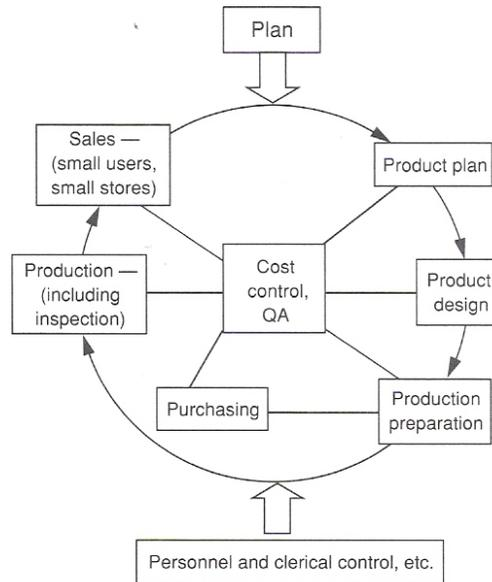 Plan
Sales —
(small users,
small stores)
Product plan
Production —
(including
inspection)
Cost
control,
QA
Product
design
Purchasing
Production
preparation
Personnel and clerical control, etc.